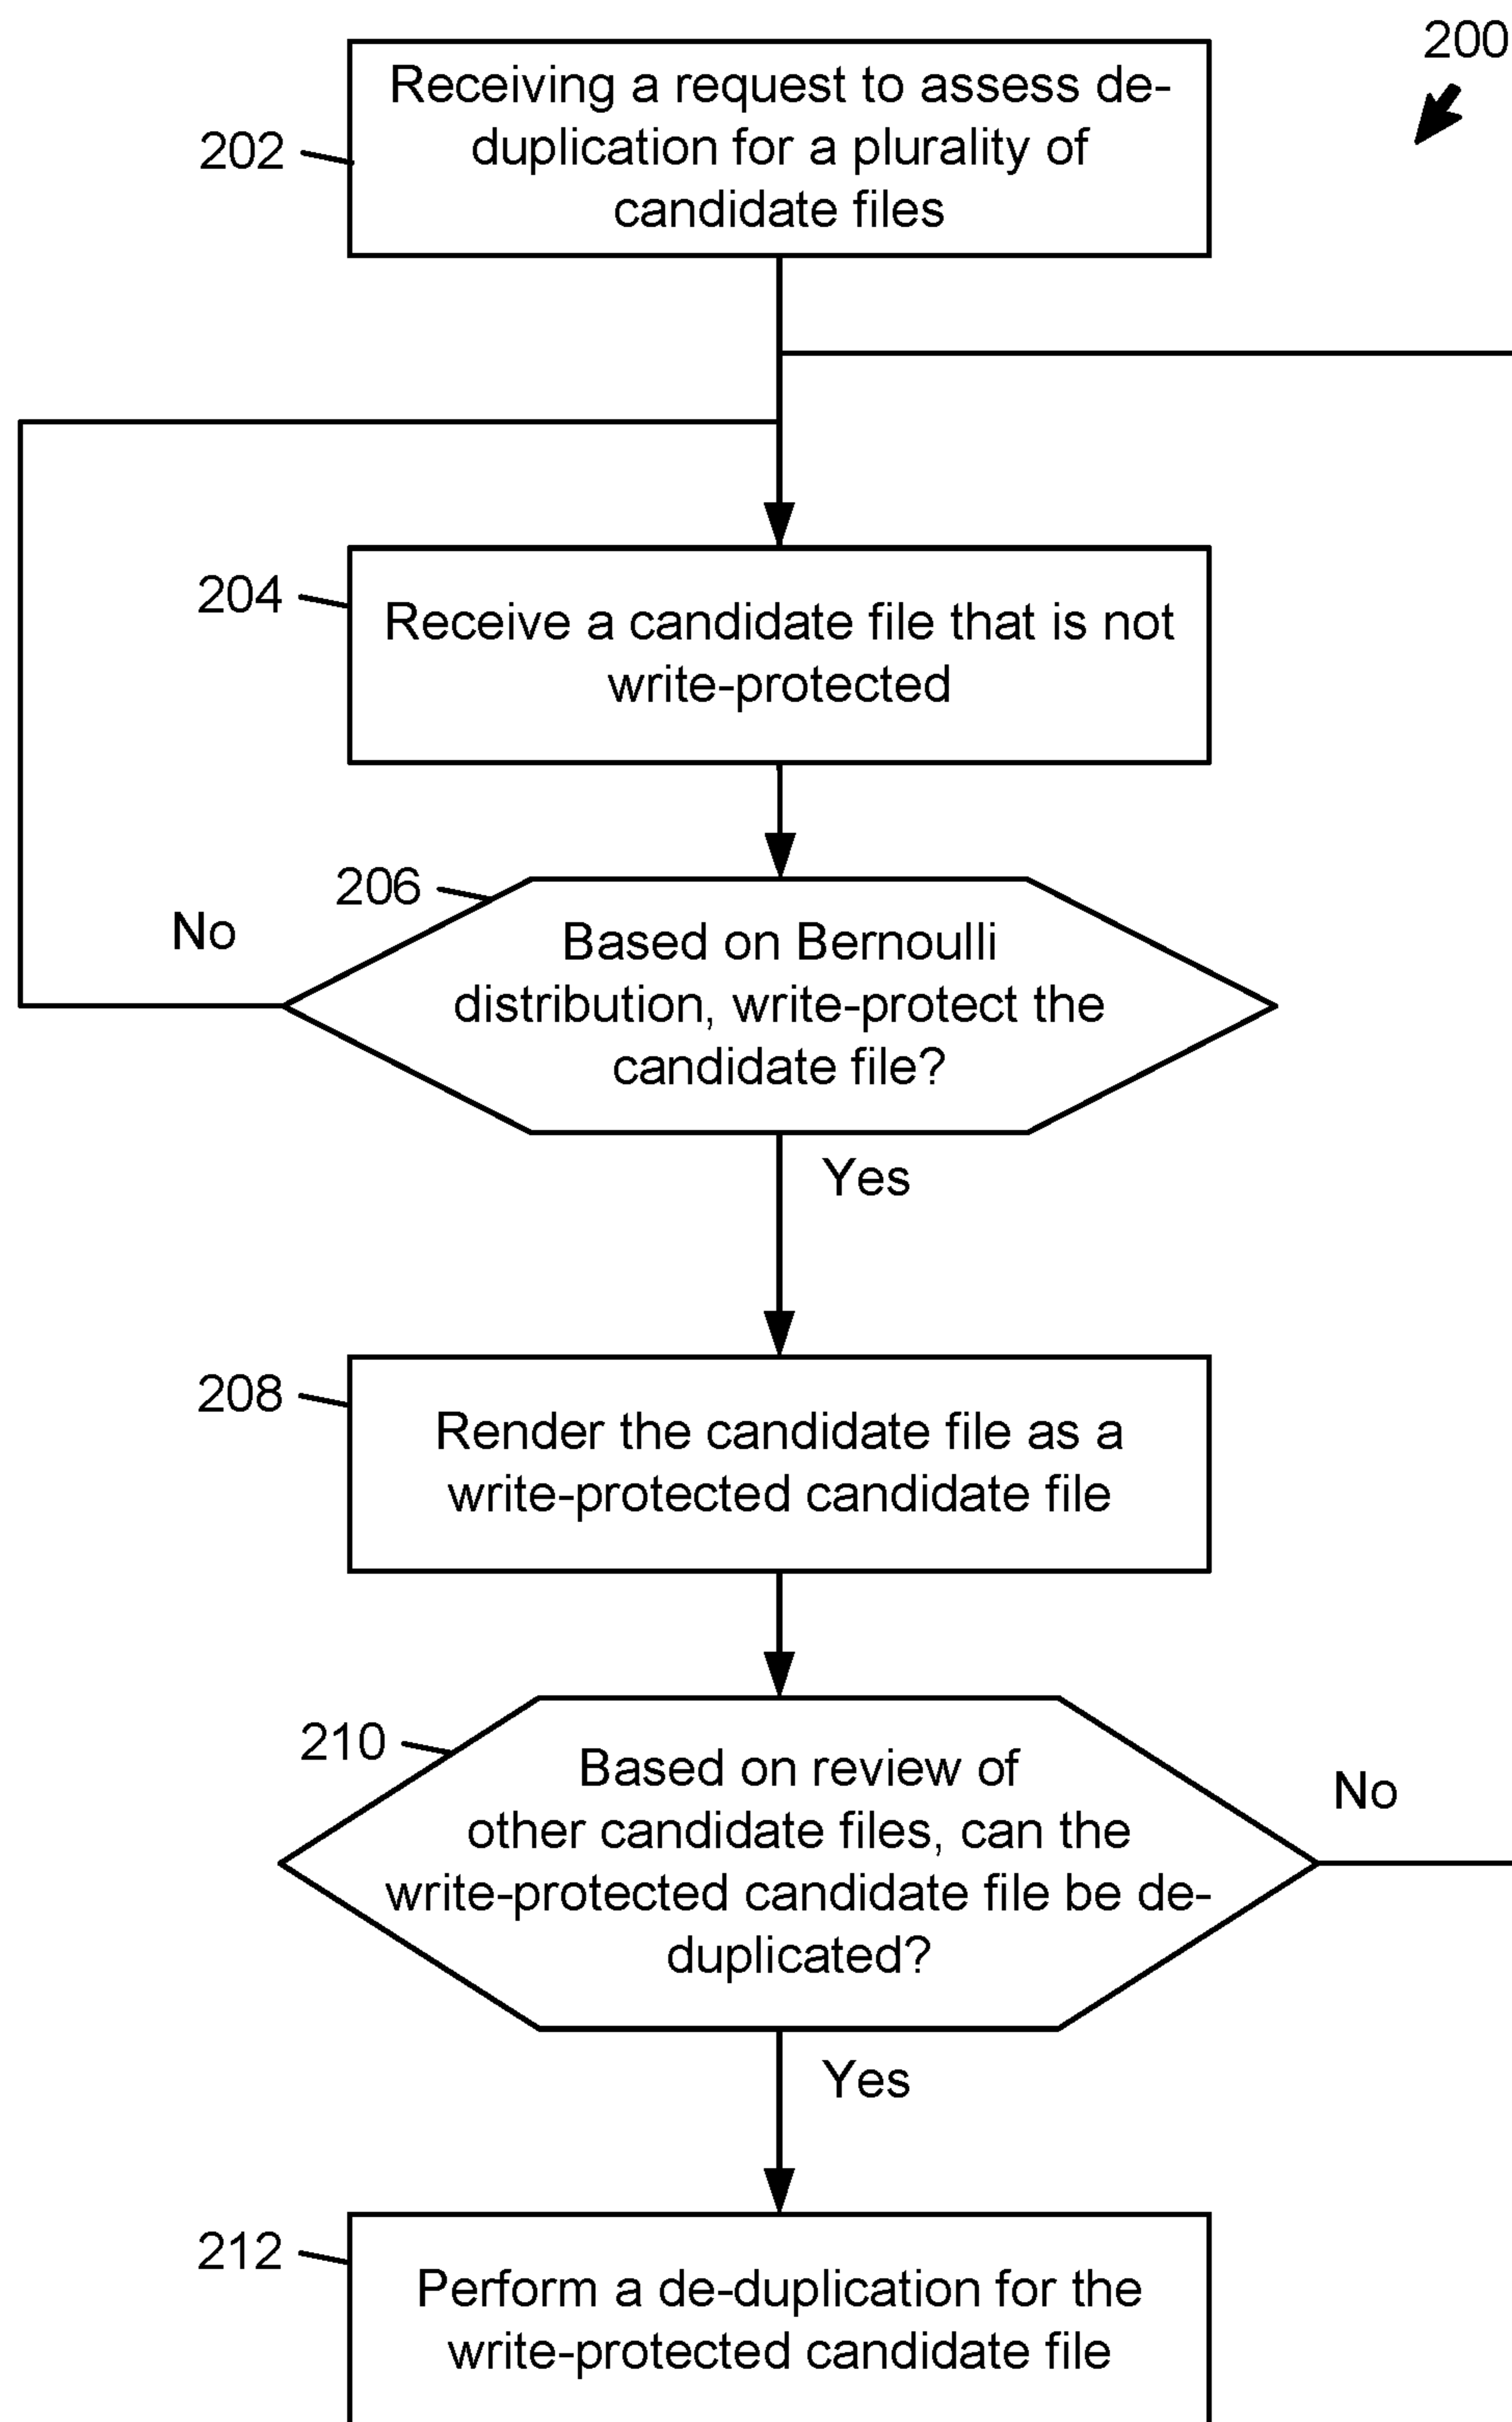 200
Receiving a request to assess de-
duplication for a plurality of
candidate files
202
204
Receive a candidate file that is not
write-protected
206
No
Based on Bernoulli
distribution, write-protect the
candidate file?
Yes
208
Render the candidate file as a
write-protected candidate file
210
Based on review of
other candidate files, can the
write-protected candidate file be de-
duplicated?
No
Yes
212
Perform a de-duplication for the
write-protected candidate file